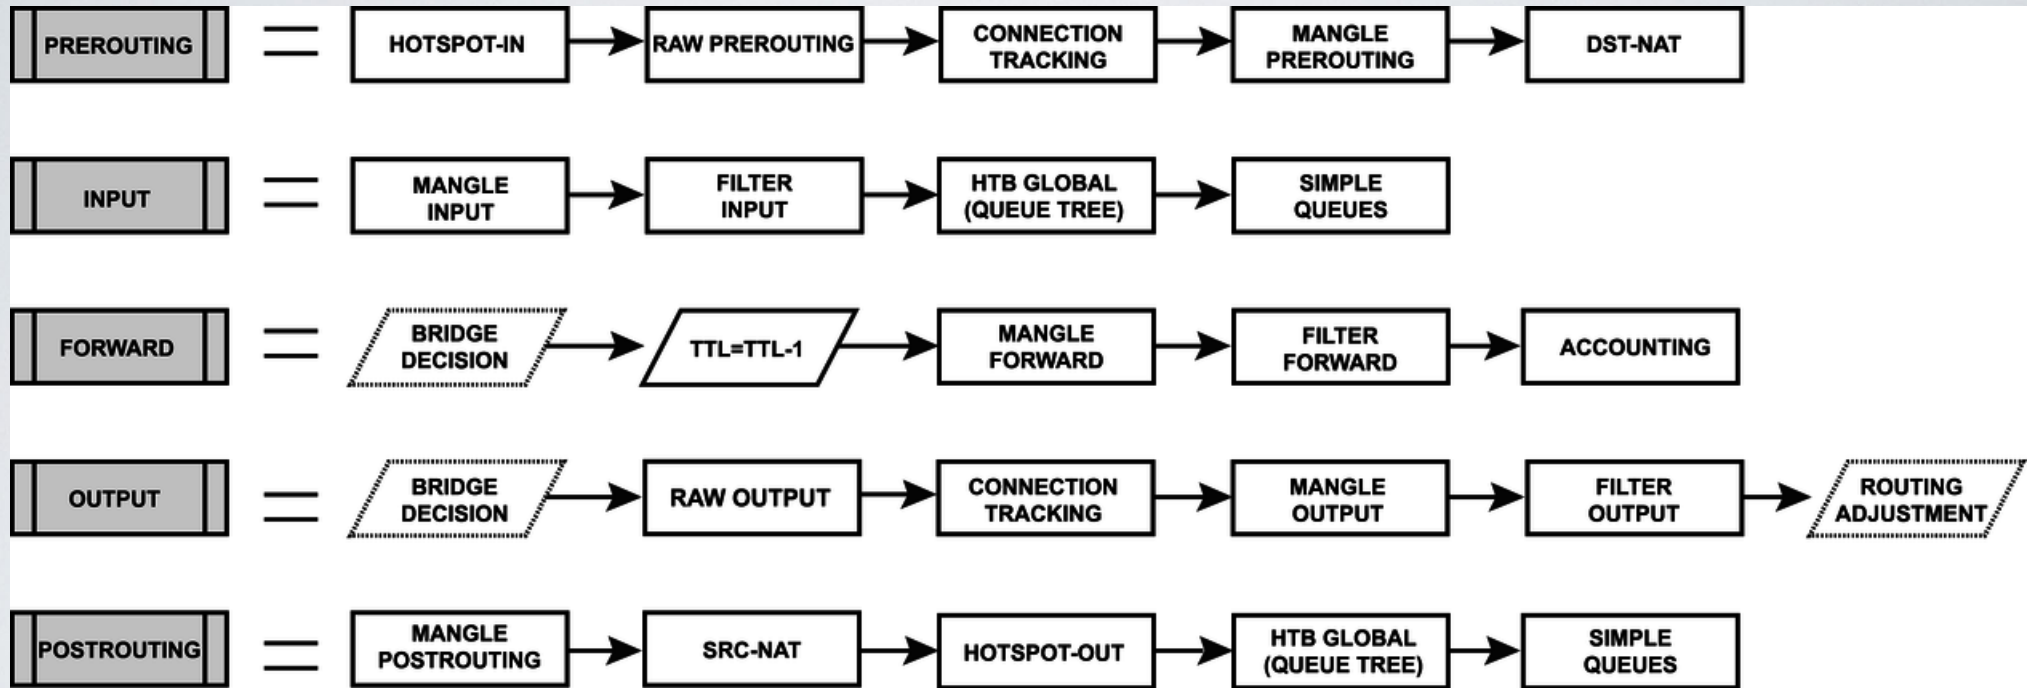 PREROUTING
HOTSPOT-IN
RAW PREROUTING
CONNECTION
TRACKING
MANGLE
PREROUTING
DST-NAT
INPUT
MANGLE
INPUT
FILTER
INPUT
HTB GLOBAL
(QUEUE TREE)
SIMPLE
QUEUES
FORWARD
BRIDGE
DECISION
TTL=TTL-1
MANGLE
FORWARD
FILTER
FORWARD
ACCOUNTING
OUTPUT
BRIDGE
DECISION
RAW OUTPUT
CONNECTION
TRACKING
MANGLE
OUTPUT
FILTER
OUTPUT
ROUTING
ADJUSTMENT
POSTROUTING
MANGLE
POSTROUTING
SRC-NAT
HOTSPOT-OUT
HTB GLOBAL
(QUEUE TREE)
SIMPLE
QUEUES